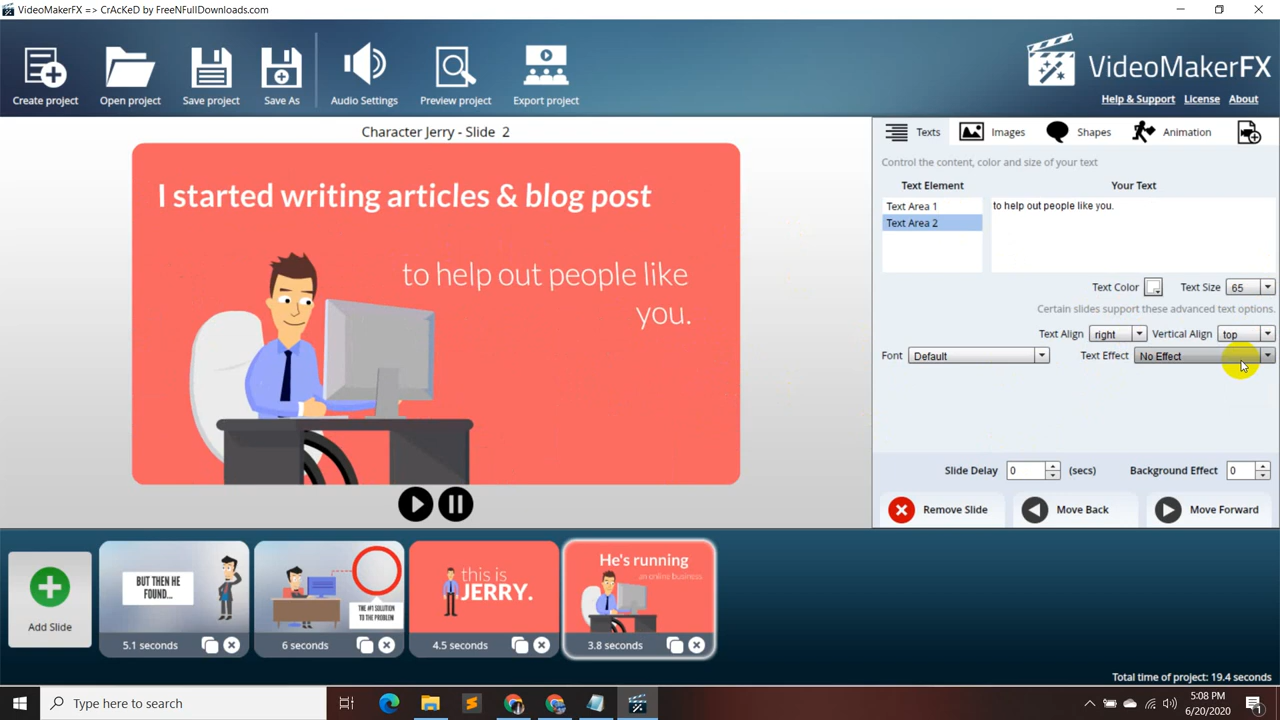 VideoMakerFX => CrAcKeD by FreeNFullDownloads.com
Create project
Open project
Save project
Save As
Audio Settings
Preview project
Export project
VideoMakerFX
Help & Support
License
About
Character Jerry - Slide 2
I started writing articles & blog post
to help out people like
you.
Texts
Images
Shapes
Animation
Control the content, color and size of your text
Text Element
Your Text
Text Area 1
Text Area 2
to help out people like you.
Text Color
Text Size
65
Certain slides support these advanced text options.
Text Align
right
Vertical Align
top
Font
Default
Text Effect
No Effect
Slide Delay
0
(secs)
Background Effect
0
Remove Slide
Move Back
Move Forward
Add Slide
BUT THEN HE
FOUND...
5.1 seconds
THE #1 SOLUTION
TO THE PROBLEM
6 seconds
this is
JERRY.
4.5 seconds
He's running
an online business
3.8 seconds
Total time of project: 19.4 seconds
Type here to search
5:08 PM
6/20/2020
1